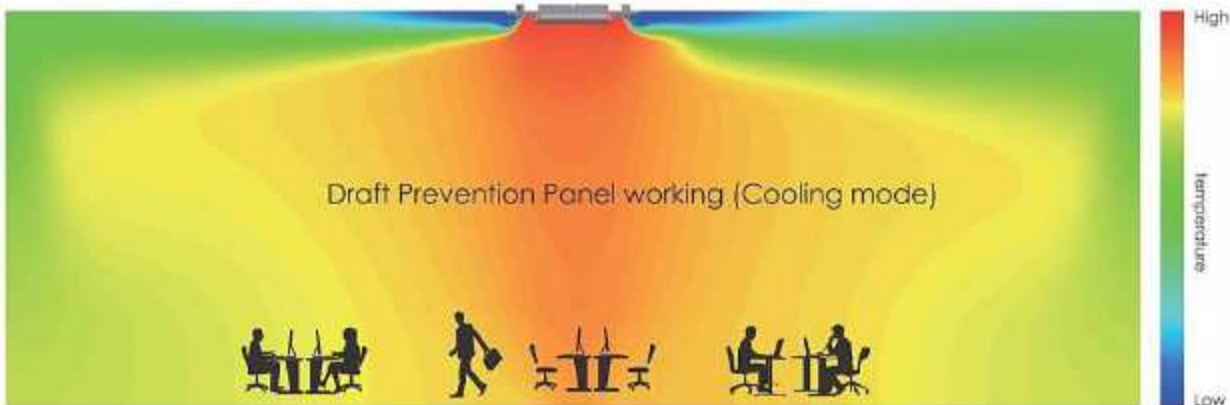 High
Draft Prevention Panel working (Cooling mode)
temperature
Low